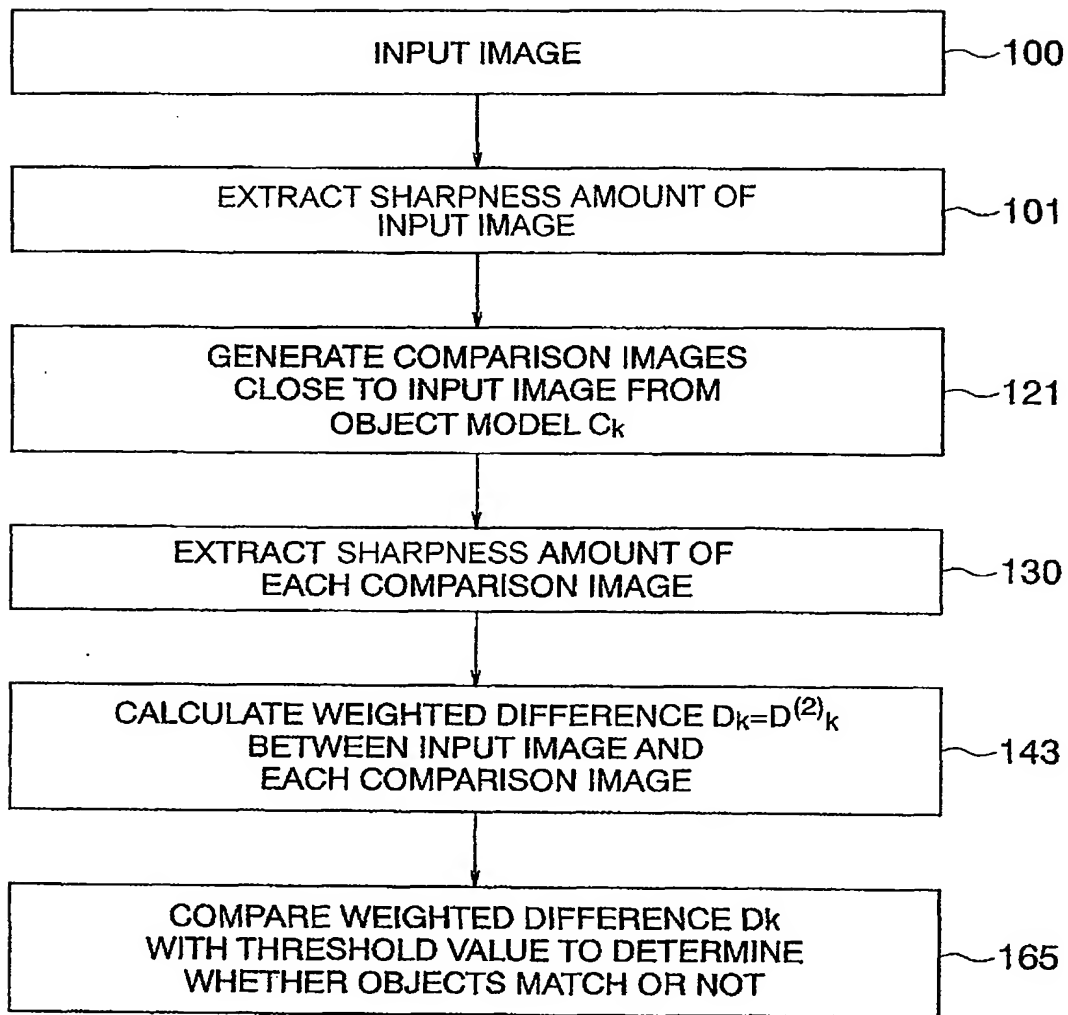 INPUT IMAGE
100
EXTRACT SHARPNESS AMOUNT OF
INPUT IMAGE
101
GENERATE COMPARISON IMAGES
CLOSE TO INPUT IMAGE FROM
OBJECT MODEL Ck
121
EXTRACT SHARPNESS AMOUNT OF
EACH COMPARISON IMAGE
130
CALCULATE WEIGHTED DIFFERENCE Dk=D(2)k
BETWEEN INPUT IMAGE AND
EACH COMPARISON IMAGE
143
COMPARE WEIGHTED DIFFERENCE Dk
WITH THRESHOLD VALUE TO DETERMINE
WHETHER OBJECTS MATCH OR NOT
165